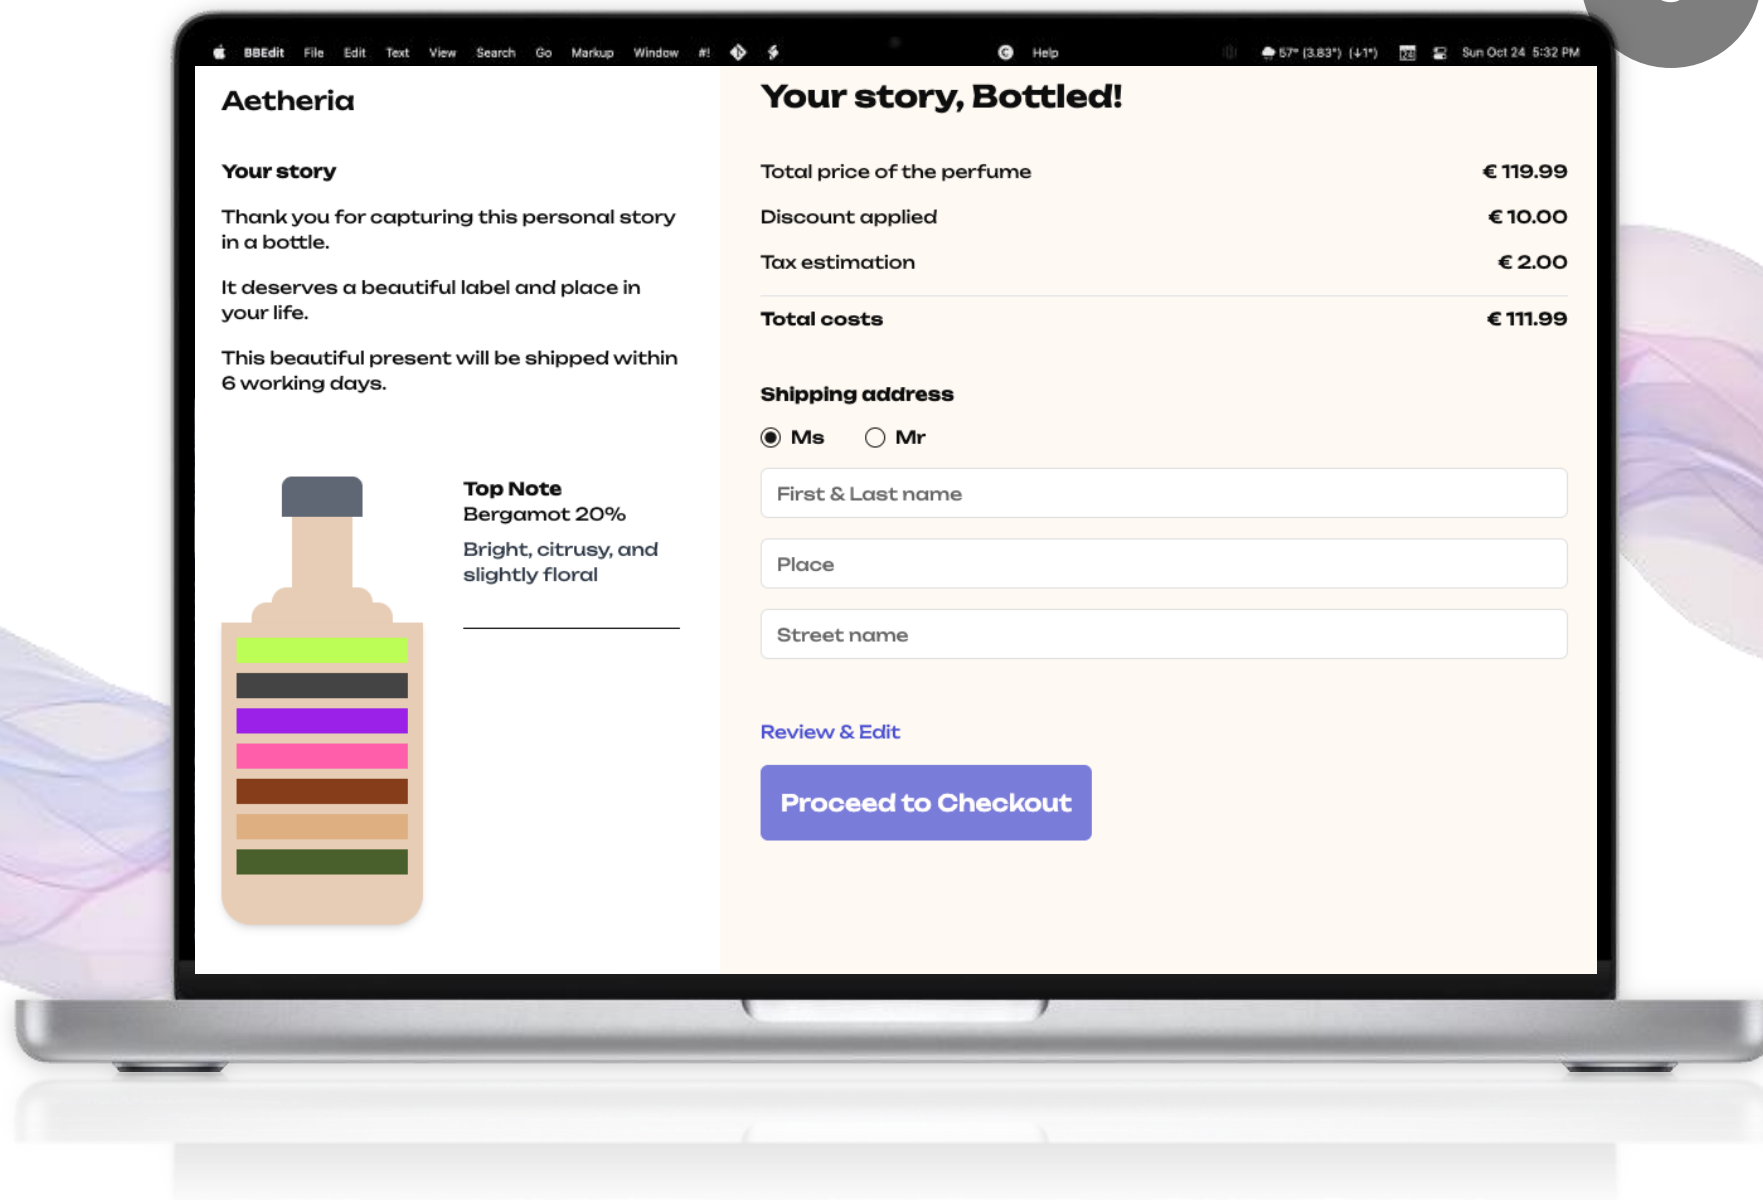 BBEdit File Edit Text View Search Go Markup Window #! Help 57° (3.83") (↓1°) Sun Oct 24 5:32 PM
Aetheria
Your story
Thank you for capturing this personal story
in a bottle.
It deserves a beautiful label and place in
your life.
This beautiful present will be shipped within
6 working days.
Top Note
Bergamot 20%
Bright, citrusy, and
slightly floral
Your story, Bottled!
Total price of the perfume € 119.99
Discount applied € 10.00
Tax estimation € 2.00
Total costs € 111.99
Shipping address
Ms Mr
First & Last name
Place
Street name
Review & Edit
Proceed to Checkout